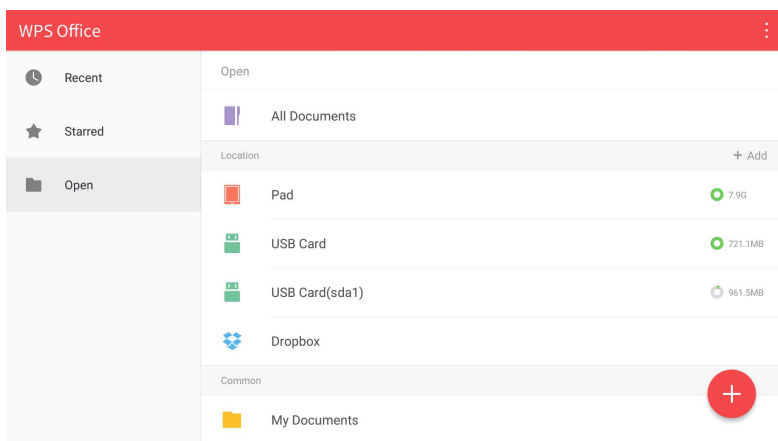 WPS Office
Recent
Starred
Open
Open
All Documents
Location + Add
Pad 7.9G
USB Card 721.1MB
USB Card(sda1) 961.5MB
Dropbox
Common
My Documents